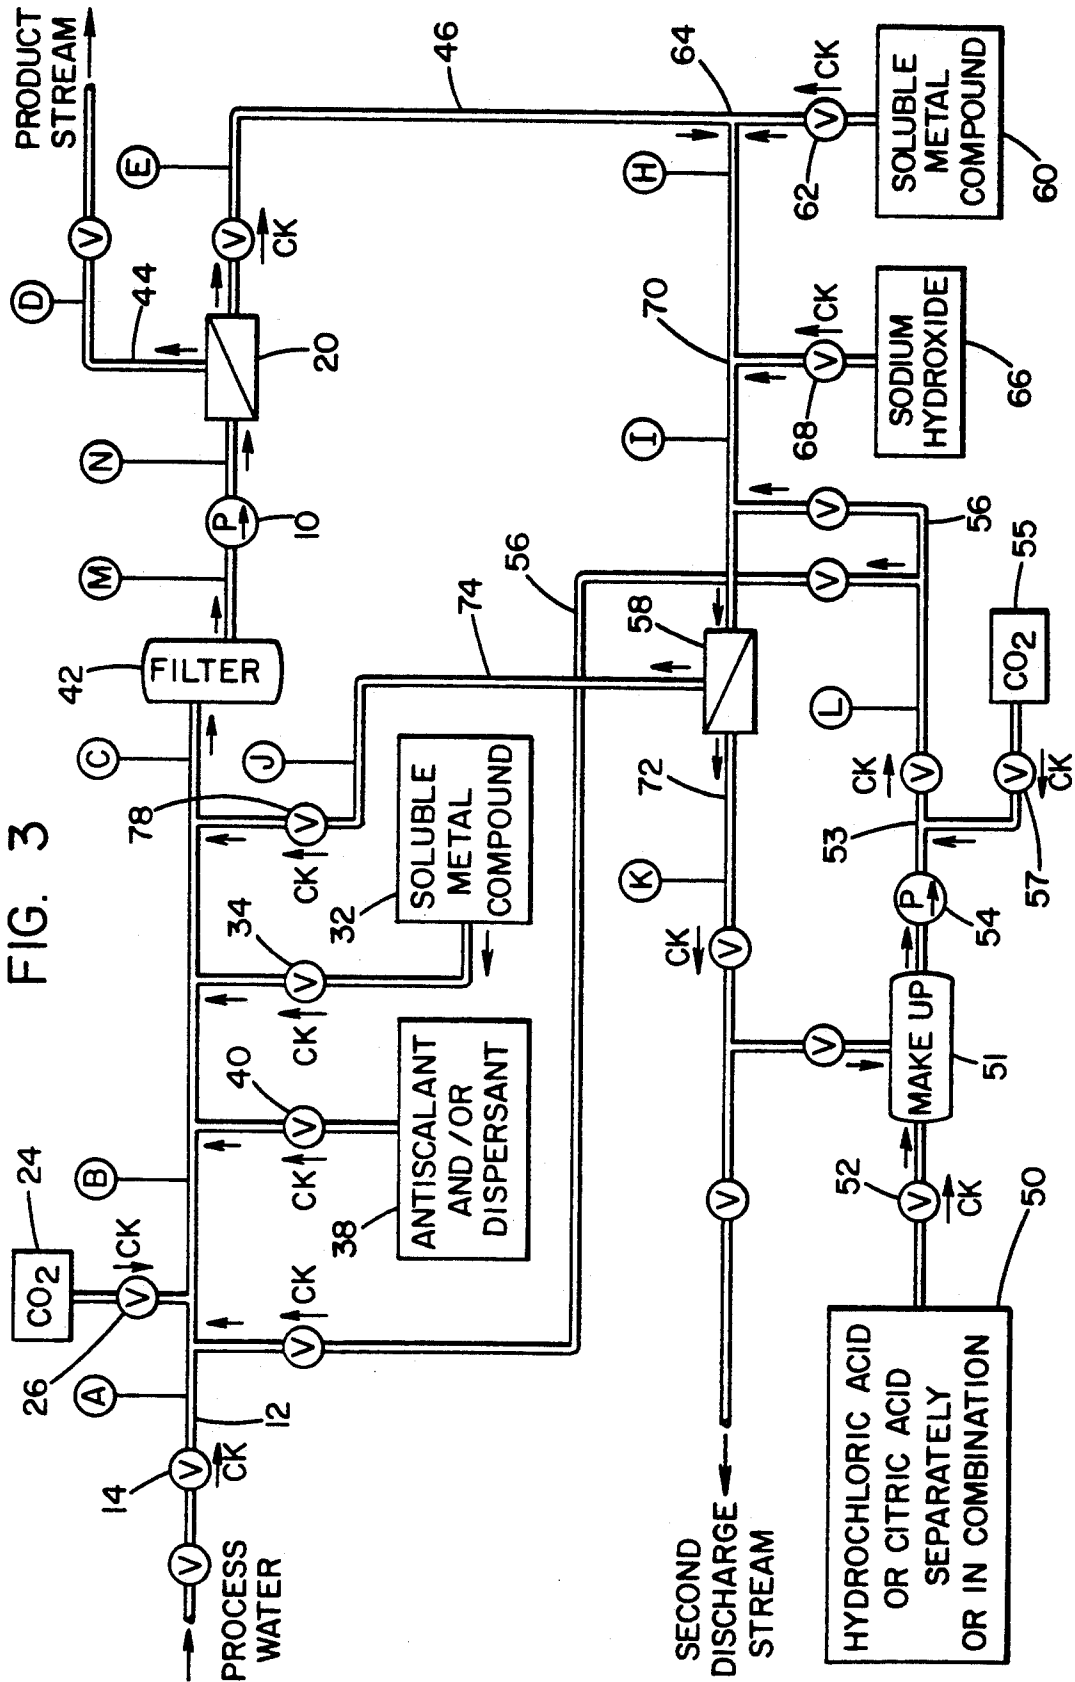 FIG. 3
PROCESS
WATER
V
14
V
CK
12
A
26
V
CK
CO2
24
B
V
CK
V
CK
40
38
ANTISCALANT
AND/OR
DISPERSANT
V
CK
34
32
SOLUBLE
METAL
COMPOUND
V
CK
78
C
J
42
FILTER
74
56
M
P
10
N
20
44
D
V
PRODUCT
STREAM
V
CK
E
46
SECOND
DISCHARGE
STREAM
V
V
CK
K
72
58
I
70
H
64
V
CK
62
SOLUBLE
METAL
COMPOUND
60
V
CK
68
SODIUM
HYDROXIDE
66
V
V
56
HYDROCHLORIC ACID
OR CITRIC ACID
SEPARATELY
OR IN COMBINATION
50
52
V
CK
V
MAKE UP
51
P
54
53
CK
V
L
57
V
CK
CO2
55